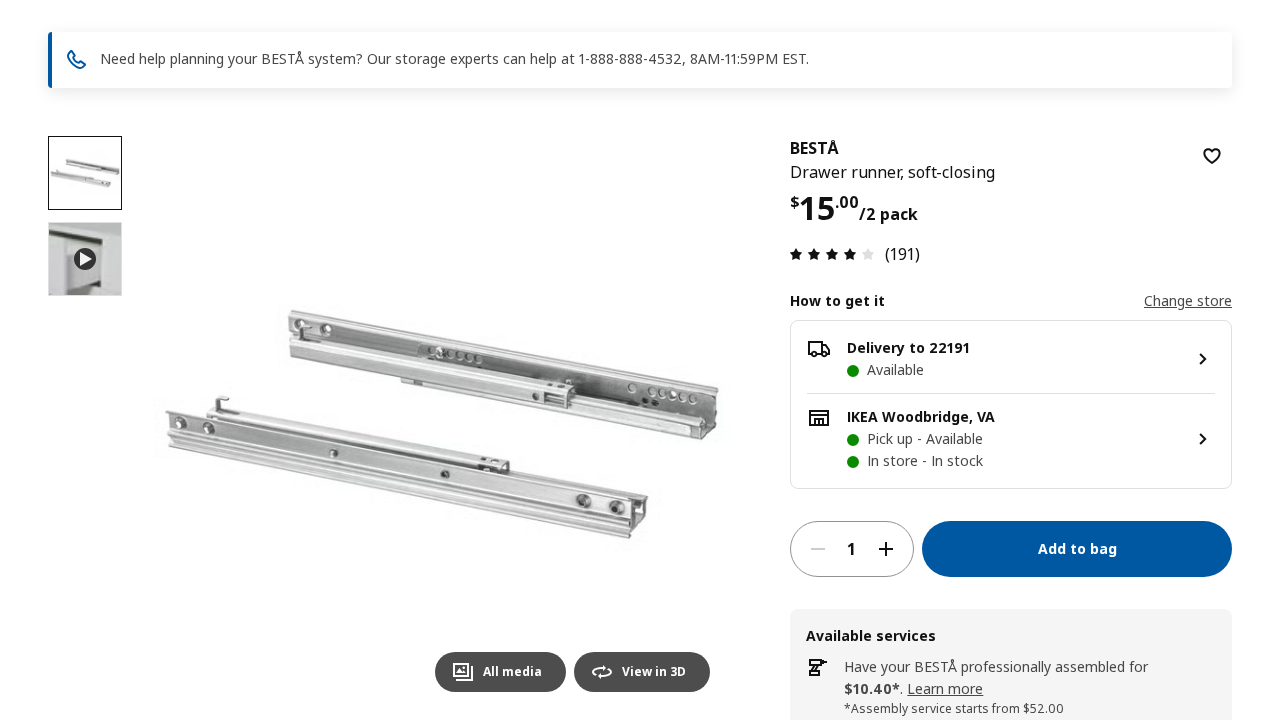 Need help planning your BESTÅ system? Our storage experts can help at 1-888-888-4532, 8AM-11:59PM EST.
BESTÅ
Drawer runner, soft-closing
$15.00/2 pack
(191)
How to get it
Change store
Delivery to 22191
Available
IKEA Woodbridge, VA
Pick up - Available
In store - In stock
1
Add to bag
All media
View in 3D
Available services
Have your BESTÅ professionally assembled for
$10.40*. Learn more
*Assembly service starts from $52.00